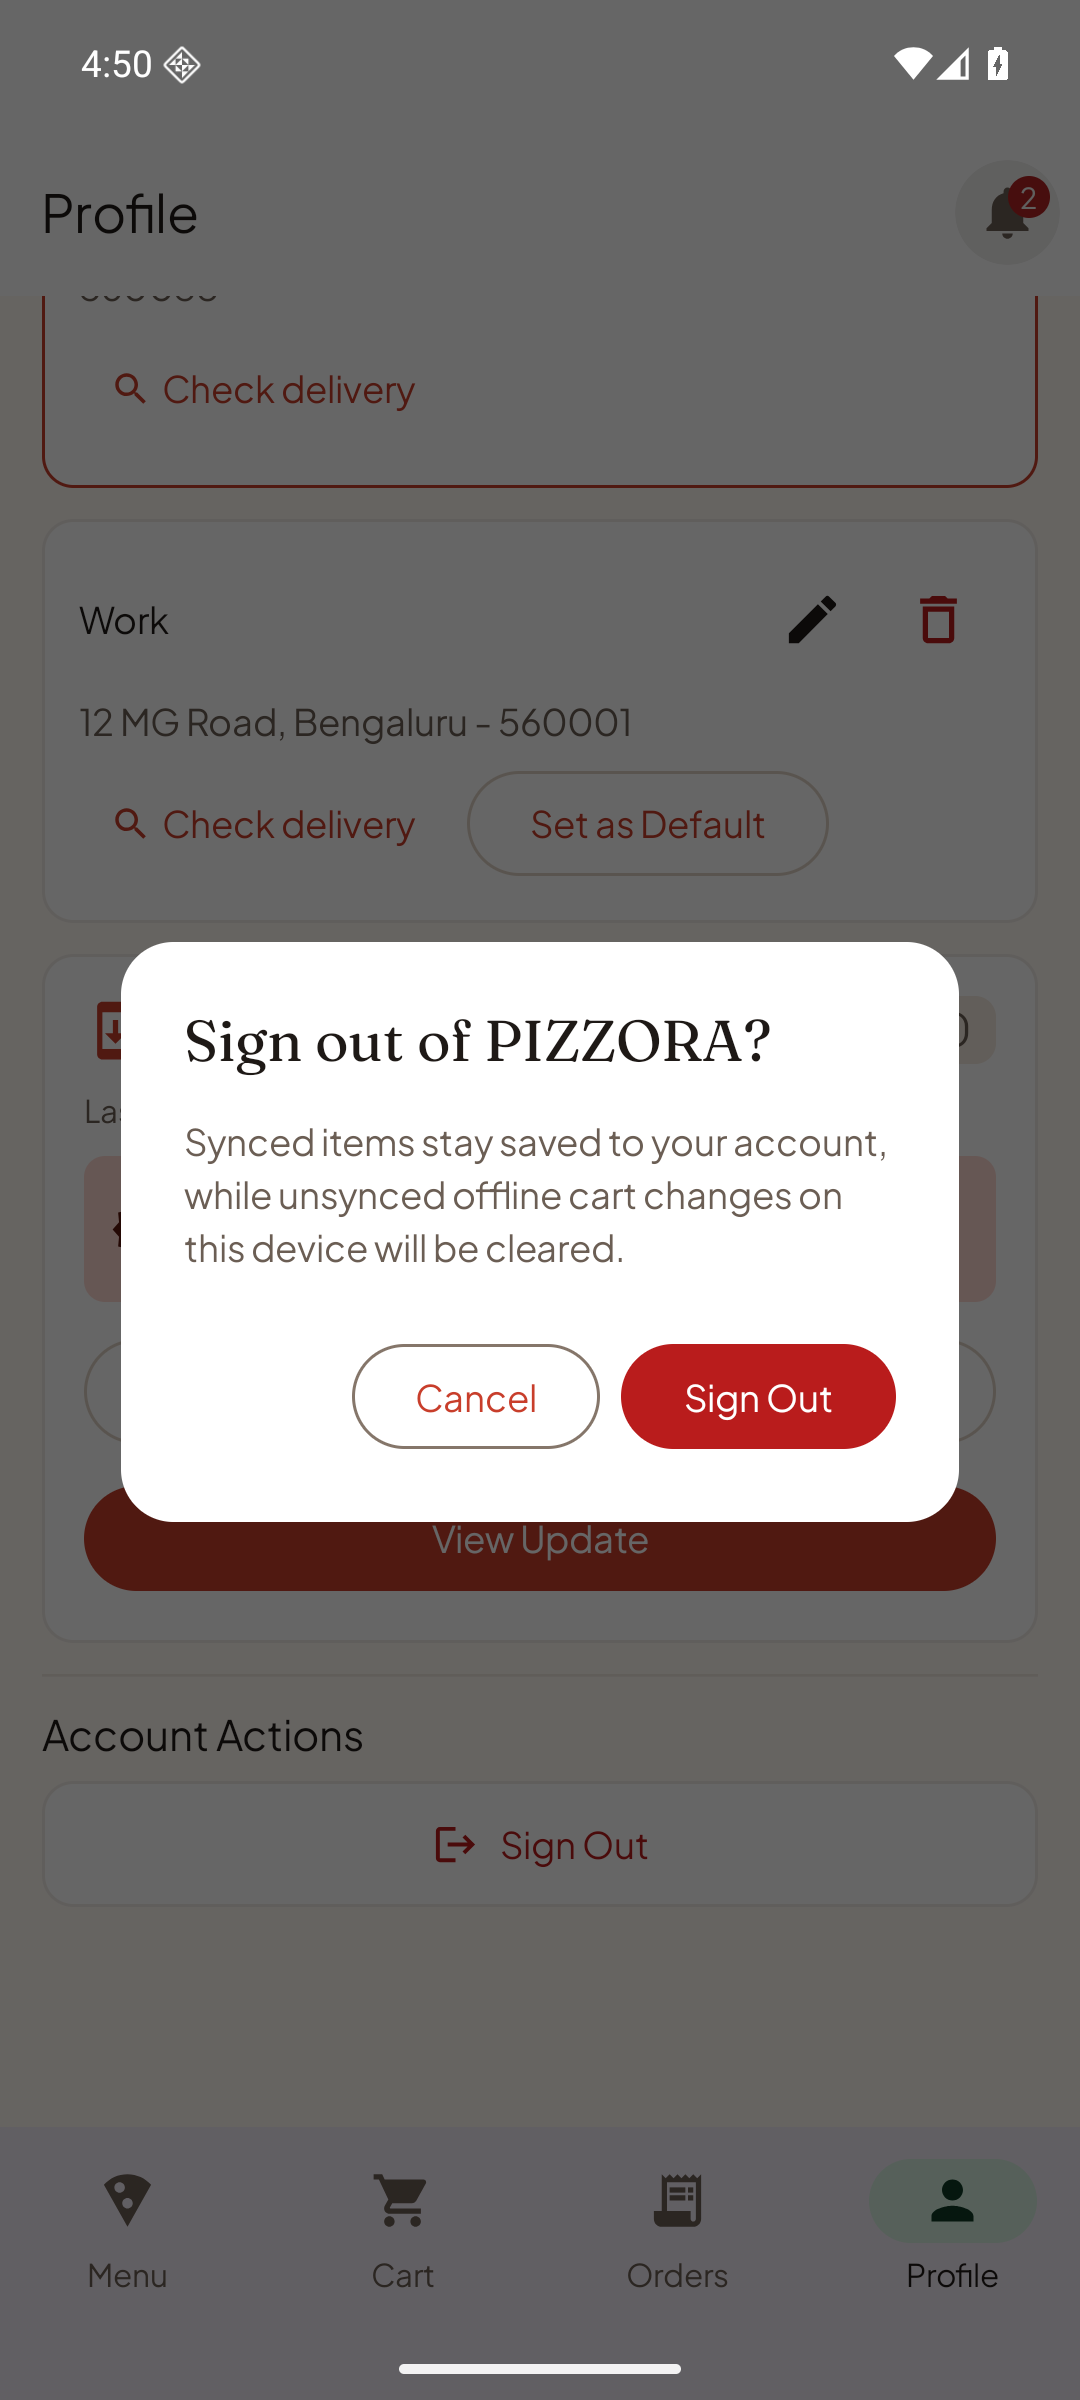 4:50
Profile
2
Check delivery
Work
12 MG Road, Bengaluru - 560001
Check delivery
Set as Default
Sign out of PIZZORA?
Synced items stay saved to your account,
while unsynced offline cart changes on
this device will be cleared.
Cancel
Sign Out
View Update
Account Actions
Sign Out
Menu
Cart
Orders
Profile